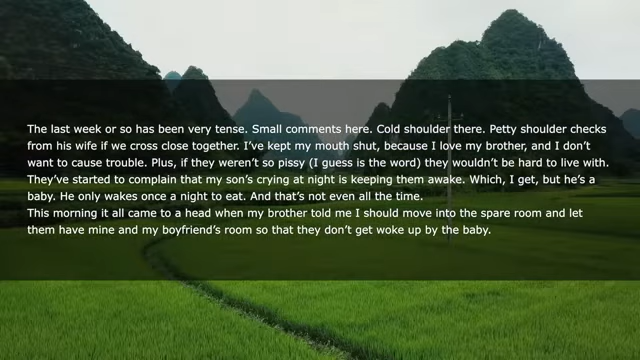 The last week or so has been very tense. Small comments here. Cold shoulder there. Petty shoulder checks
from his wife if we cross close together. I’ve kept my mouth shut, because I love my brother, and I don’t
want to cause trouble. Plus, if they weren’t so pissy (I guess is the word) they wouldn’t be hard to live with.
They’ve started to complain that my son’s crying at night is keeping them awake. Which, I get, but he’s a
baby. He only wakes once a night to eat. And that’s not even all the time.
This morning it all came to a head when my brother told me I should move into the spare room and let
them have mine and my boyfriend’s room so that they don’t get woke up by the baby.